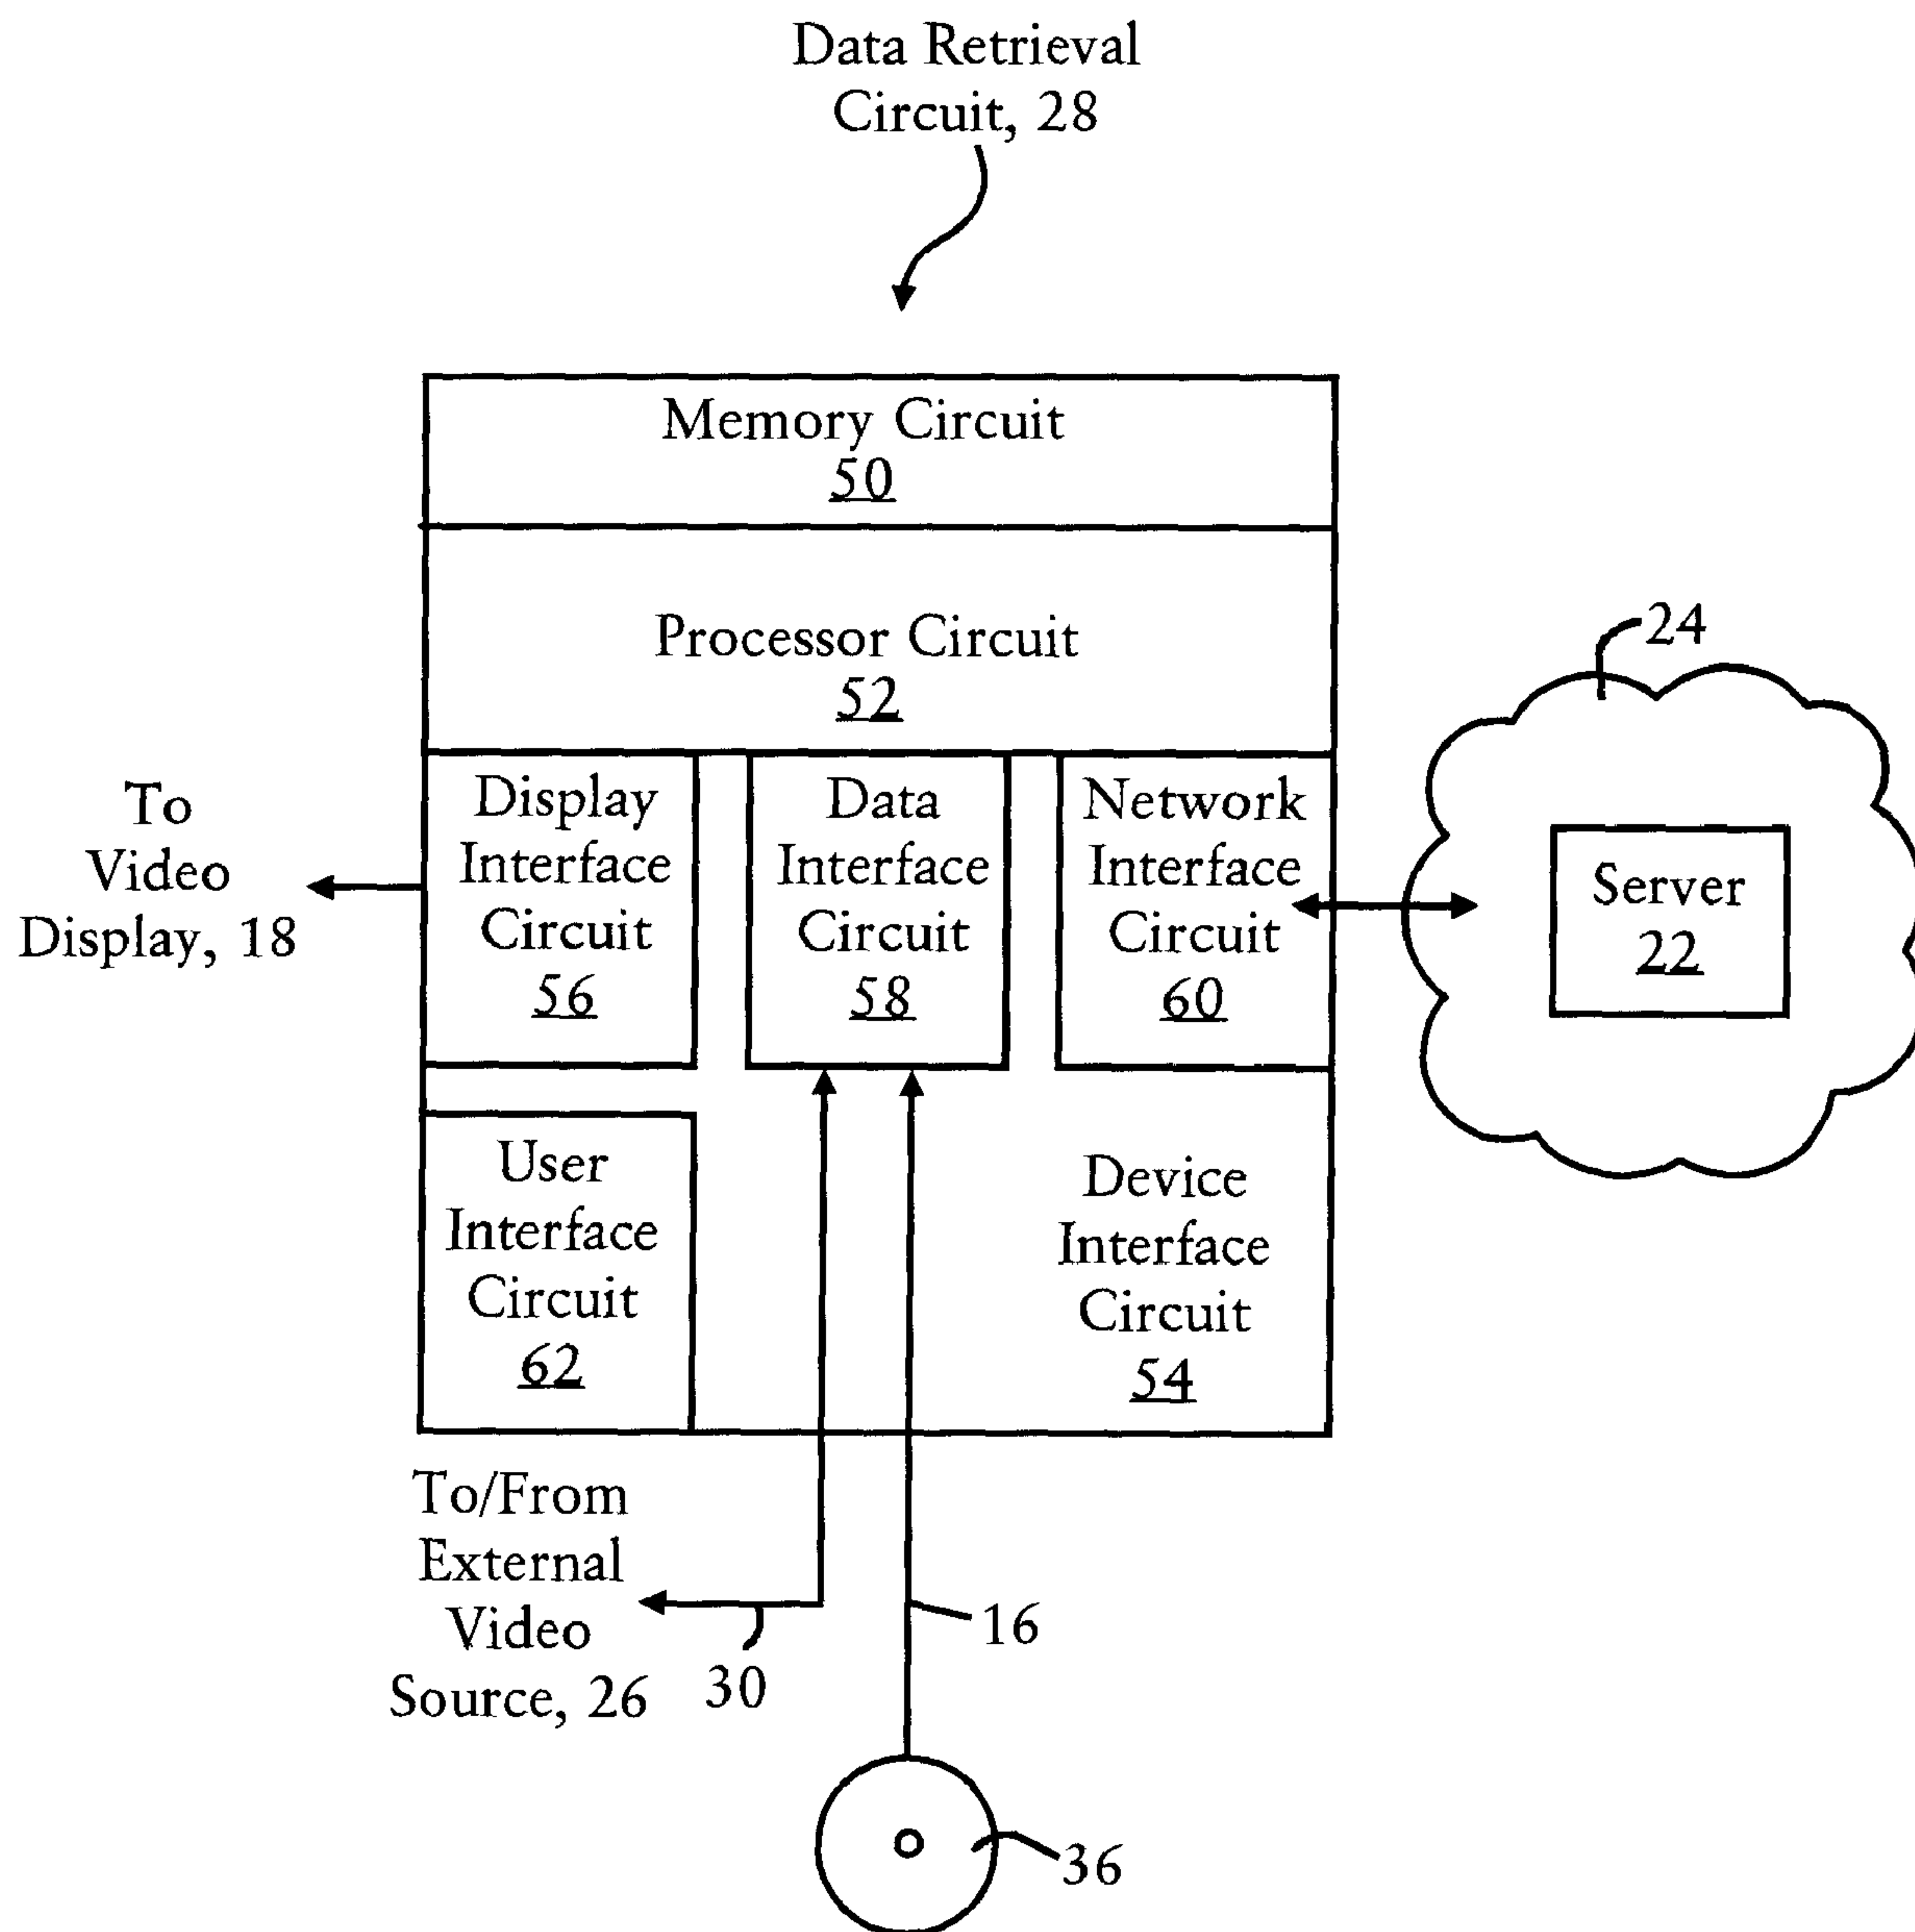 Data Retrieval
Circuit, 28
Memory Circuit
50
Processor Circuit
52
24
To
Video
Display, 18
Display
Interface
Circuit
56
Data
Interface
Circuit
58
Network
Interface
Circuit
60
Server
22
User
Interface
Circuit
62
Device
Interface
Circuit
54
To/From
External
Video
Source, 26
30
16
36